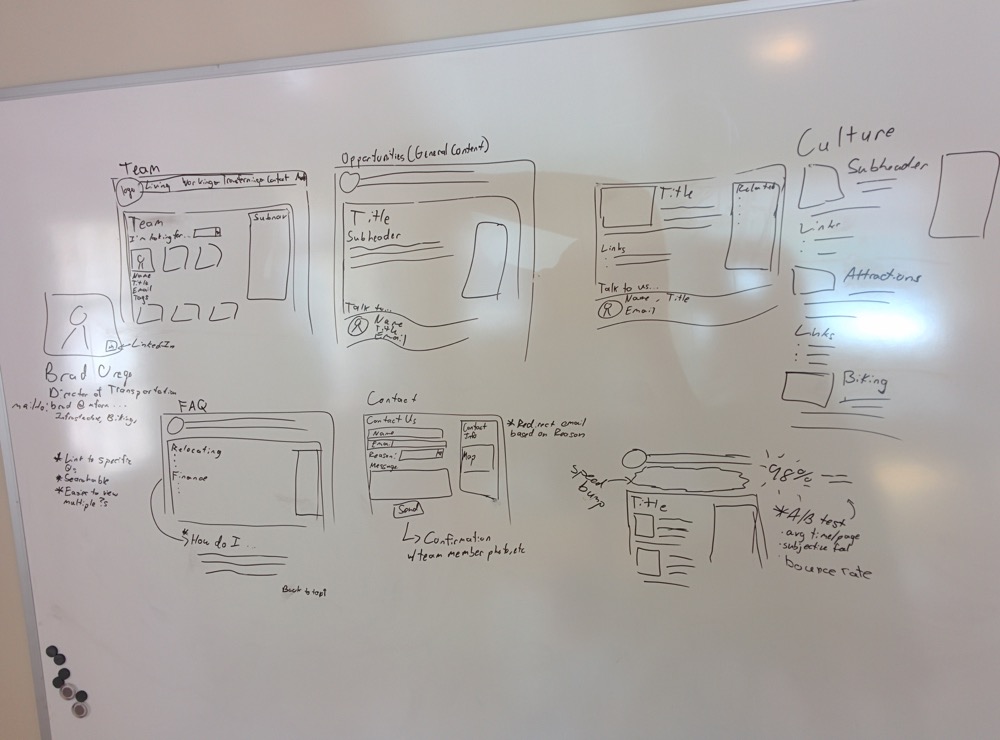 Team
logo Living Working Transferring Contact
Team
I'm looking for...
Subnav
Name
Title
Email
Tags
LinkedIn
Brad
Director of Transportation
mailto: brad@
Biking,
Opportunities (General Content)
Title
Subheader
Talk to...
Name
Title
Email
Title
Related
Links
Talk to us...
Name, Title
Email
Culture
Subheader
Links
Attractions
Links
Biking
FAQ
Relocating
Finance
* Link to specific
Qs
* Searchable
* Easier to view
multiple ?s
* How do I...
Back to top
Contact
Contact Us
Name
Email
Reason:
Message
Send
Contact
Info
Map
* Redirect email
based on Reason
Confirmation
w/ team member photo, etc
Speed
bump
Title
98%
* A/B test
· avg time/page
· subjective feel
bounce rate